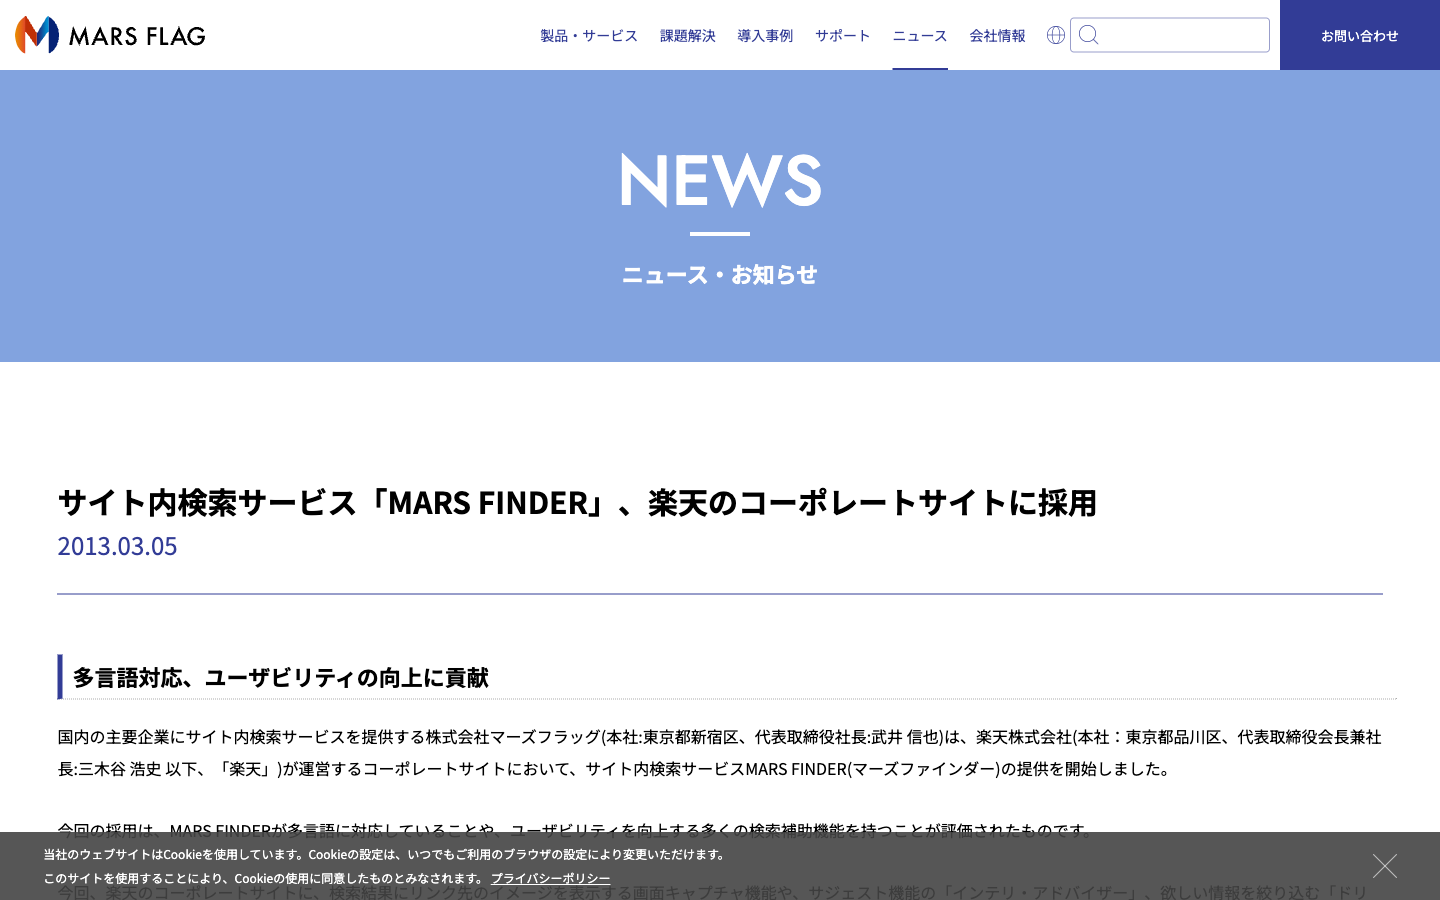 MARS FLAG
製品・サービス 課題解決 導入事例 サポート ニュース 会社情報 お問い合わせ
NEWS
ニュース・お知らせ
サイト内検索サービス「MARS FINDER」、楽天のコーポレートサイトに採用
2013.03.05
多言語対応、ユーザビリティの向上に貢献
国内の主要企業にサイト内検索サービスを提供する株式会社マーズフラッグ(本社:東京都新宿区、代表取締役社長:武井 信也)は、楽天株式会社(本社：東京都品川区、代表取締役会長兼社
長:三木谷 浩史 以下、「楽天」)が運営するコーポレートサイトにおいて、サイト内検索サービスMARS FINDER(マーズファインダー)の提供を開始しました。
今回の採用は、MARS FINDERが多言語に対応していることや、ユーザビリティを向上する多くの検索補助機能を持つことが評価されたものです。
当社のウェブサイトはCookieを使用しています。Cookieの設定は、いつでもご利用のブラウザの設定により変更いただけます。
このサイトを使用することにより、Cookieの使用に同意したものとみなされます。 プライバシーポリシー
今回、楽天のコーポレートサイトに、検索結果にリンク先のイメージを表示する画面キャプチャ機能や、サジェスト機能の「インテリ・アドバイザー」、欲しい情報を絞り込む「ドリ